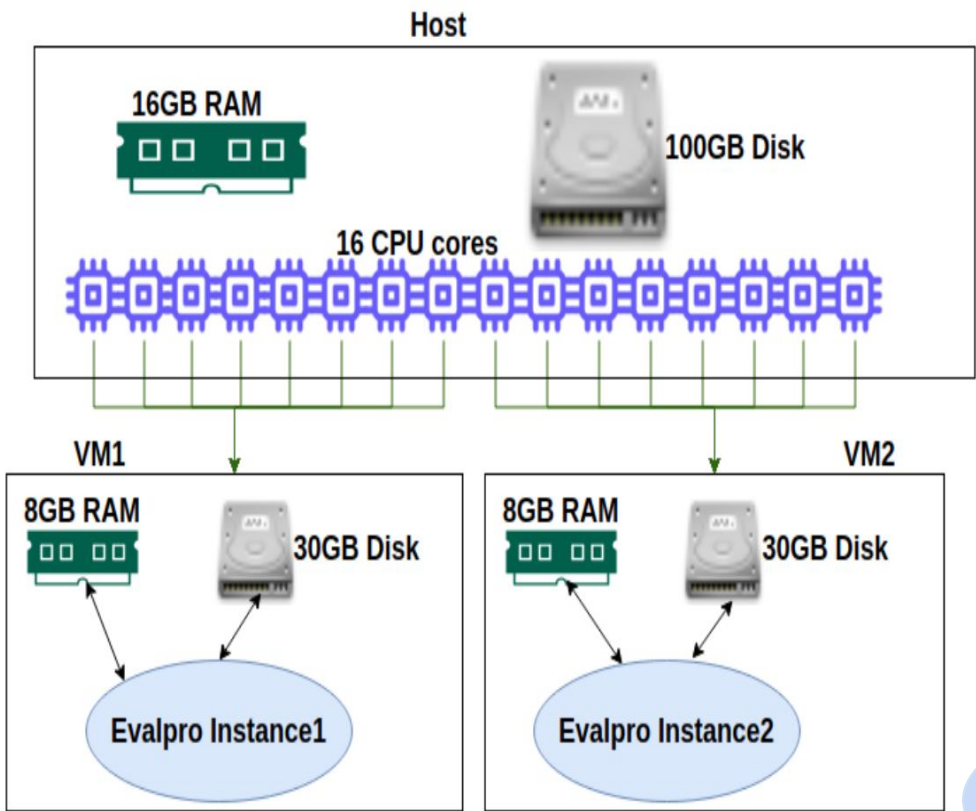 Host
16GB RAM
100GB Disk
16 CPU cores
VM1
VM2
8GB RAM
30GB Disk
8GB RAM
30GB Disk
Evalpro Instance1
Evalpro Instance2